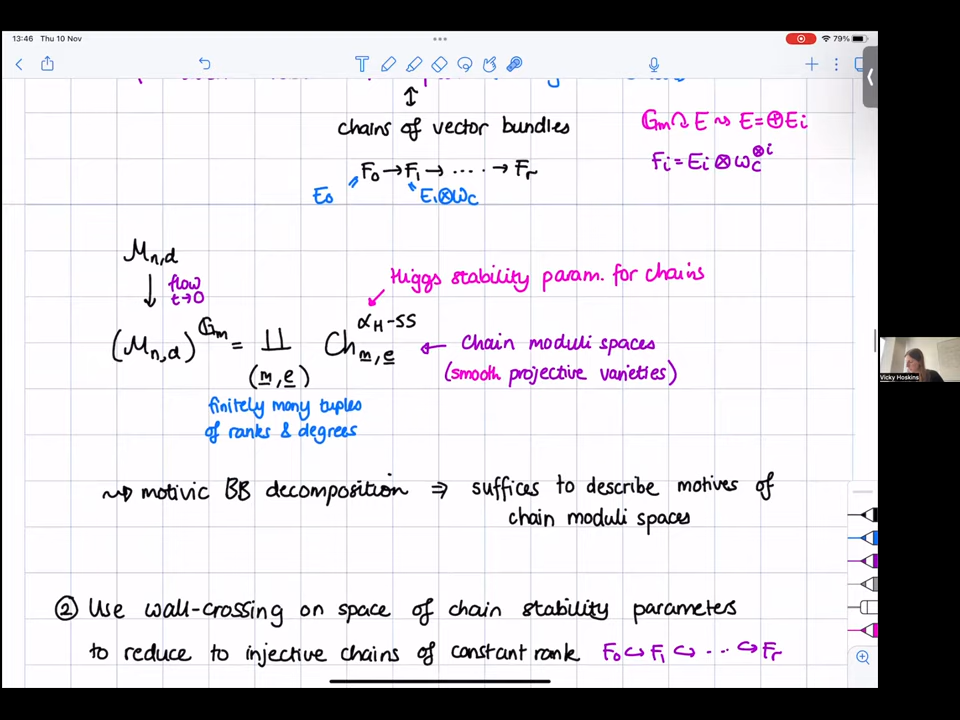 13:46 Thu 10 Nov
79%
↕
chains of vector bundles
𝔾m ↷ E ⇝ E = ⊕Ei
F₀ → F₁ → ⋯ → Fr
Fi = Ei ⊗ ωc^⊗i
E₀
E₁⊗ωc
Mn,d
flow
t→0
Higgs stability param. for chains
(Mn,d)^𝔾m = ⨿ Ch_m,e^αH-ss ← Chain moduli spaces
(m,e)
(smooth projective varieties)
finitely many tuples
of ranks & degrees
Vicky Hoskins
⇝ motivic BB decomposition ⇒ suffices to describe motives of
chain moduli spaces
② Use wall-crossing on space of chain stability parameters
to reduce to injective chains of constant rank F₀ ↪ F₁ ↪ ⋯ ↪ Fr